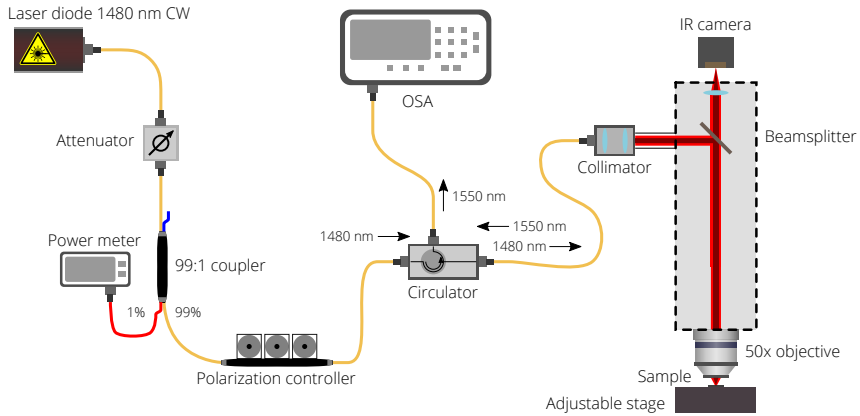 Laser diode 1480 nm CW
IR camera
OSA
Attenuator
Beamsplitter
Collimator
1550 nm
1550 nm
1480 nm
1480 nm
Power meter
99:1 coupler
Circulator
1%
99%
50x objective
Polarization controller
Sample
Adjustable stage